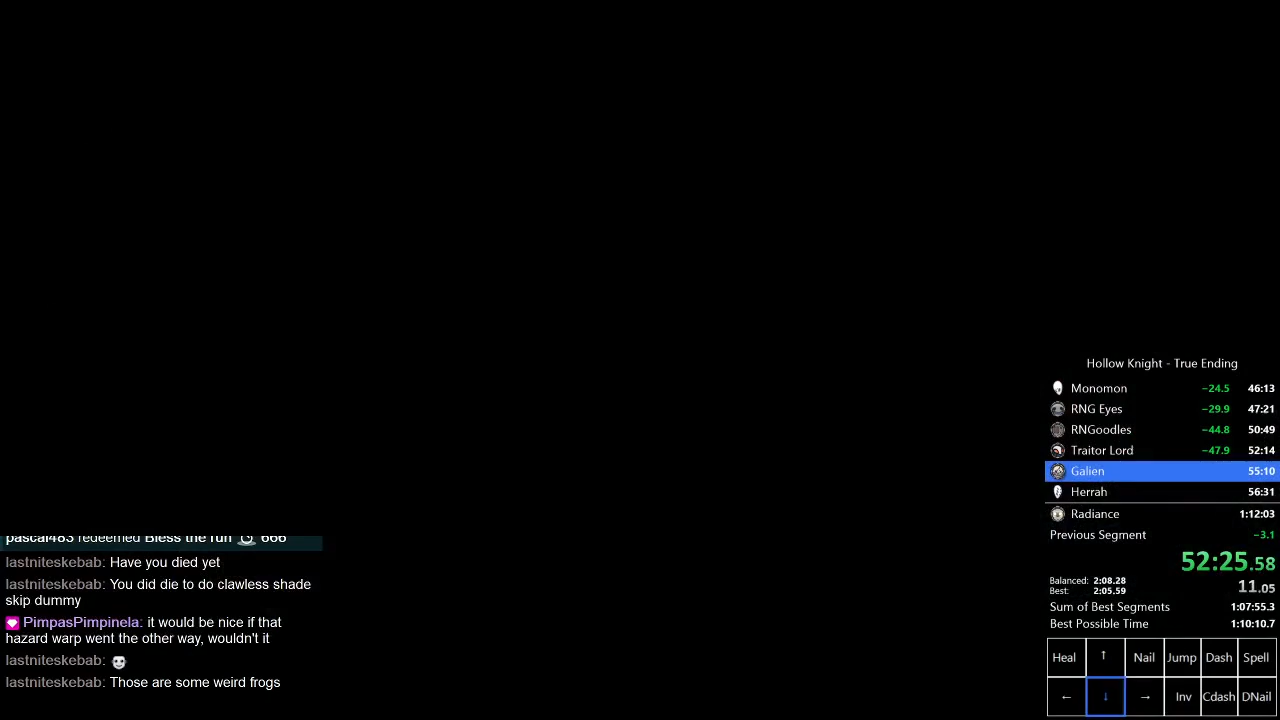 Hollow Knight - True Ending
Monomon −24.5 46:13
RNG Eyes −29.9 47:21
RNGoodles −44.8 50:49
Traitor Lord −47.9 52:14
Galien 55:10
Herrah 56:31
Radiance 1:12:03
Previous Segment −3.1
52:25.58
Balanced: 2:08.28
Best: 2:05.59
11.05
Sum of Best Segments 1:07:55.3
Best Possible Time 1:10:10.7
Heal ↑ Nail Jump Dash Spell
← ↓ → Inv Cdash DNail
pascal483 redeemed Bless the run 666
lastniteskebab: Have you died yet
lastniteskebab: You did die to do clawless shade
skip dummy
PimpasPimpinela: it would be nice if that
hazard warp went the other way, wouldn't it
lastniteskebab:
lastniteskebab: Those are some weird frogs